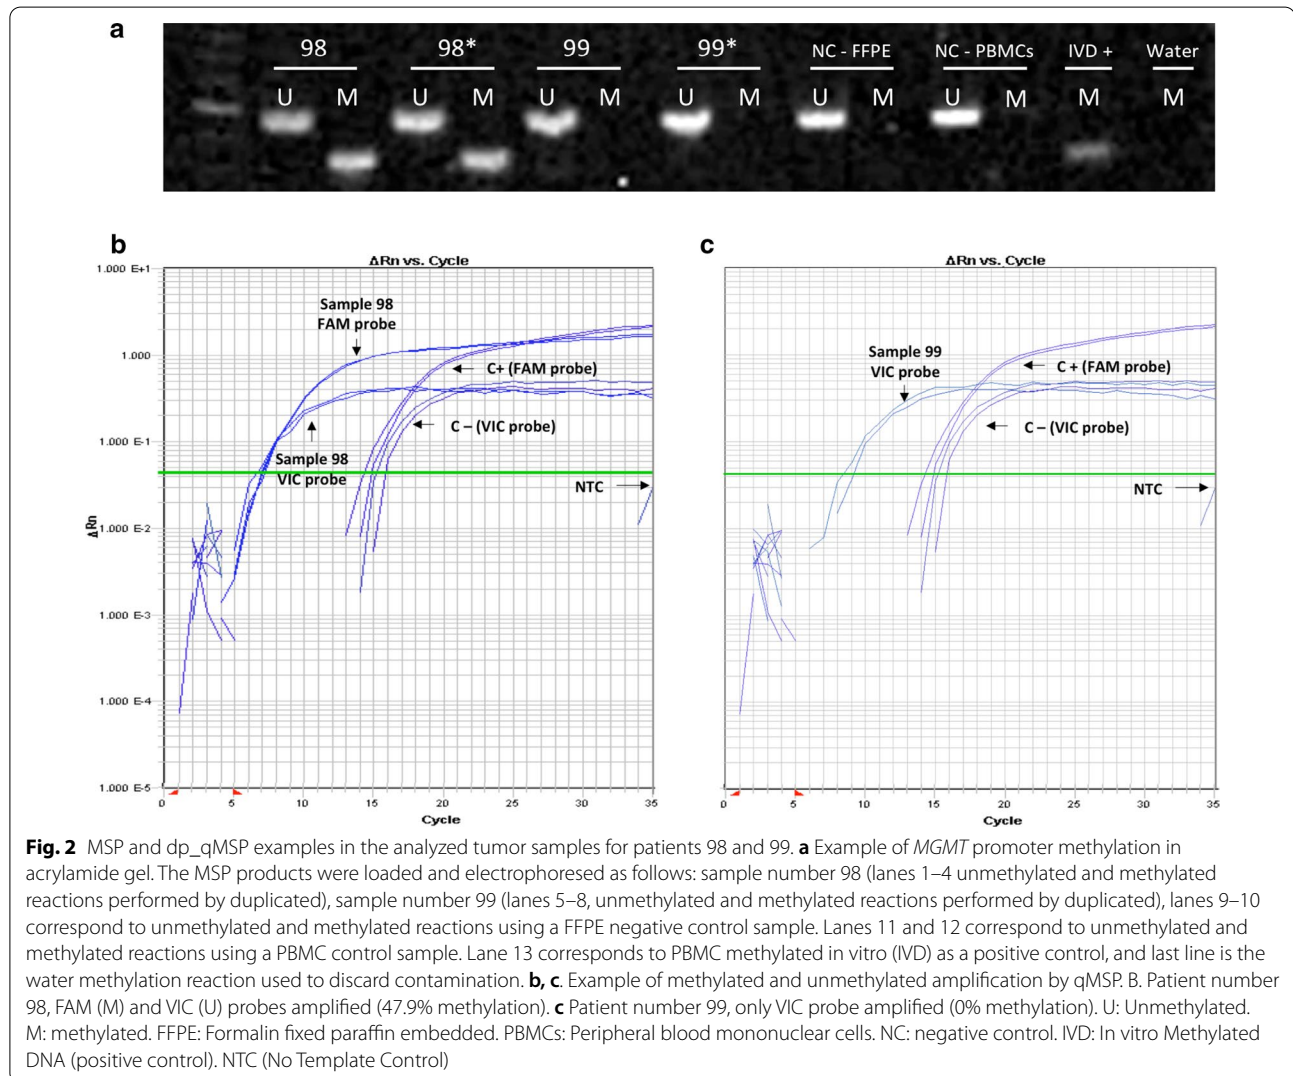 a
98 98* 99 99* NC - FFPE NC - PBMCs IVD + Water
U M U M U M U M U M U M M M
b
ΔRn vs. Cycle
1.000 E+1
1.000
1.000 E-1
1.000 E-2
1.000 E-3
1.000 E-4
1.000 E-5
ΔRn
Sample 98
FAM probe
C+ (FAM probe)
C – (VIC probe)
Sample 98
VIC probe
NTC
0 5 10 15 20 25 30 35
Cycle
c
ΔRn vs. Cycle
Sample 99
VIC probe
C + (FAM probe)
C – (VIC probe)
NTC
0 5 10 15 20 25 30 35
Cycle
Fig. 2 MSP and dp_qMSP examples in the analyzed tumor samples for patients 98 and 99. a Example of MGMT promoter methylation in
acrylamide gel. The MSP products were loaded and electrophoresed as follows: sample number 98 (lanes 1–4 unmethylated and methylated
reactions performed by duplicated), sample number 99 (lanes 5–8, unmethylated and methylated reactions performed by duplicated), lanes 9–10
correspond to unmethylated and methylated reactions using a FFPE negative control sample. Lanes 11 and 12 correspond to unmethylated and
methylated reactions using a PBMC control sample. Lane 13 corresponds to PBMC methylated in vitro (IVD) as a positive control, and last line is the
water methylation reaction used to discard contamination. b, c. Example of methylated and unmethylated amplification by qMSP. B. Patient number
98, FAM (M) and VIC (U) probes amplified (47.9% methylation). c Patient number 99, only VIC probe amplified (0% methylation). U: Unmethylated.
M: methylated. FFPE: Formalin fixed paraffin embedded. PBMCs: Peripheral blood mononuclear cells. NC: negative control. IVD: In vitro Methylated
DNA (positive control). NTC (No Template Control)